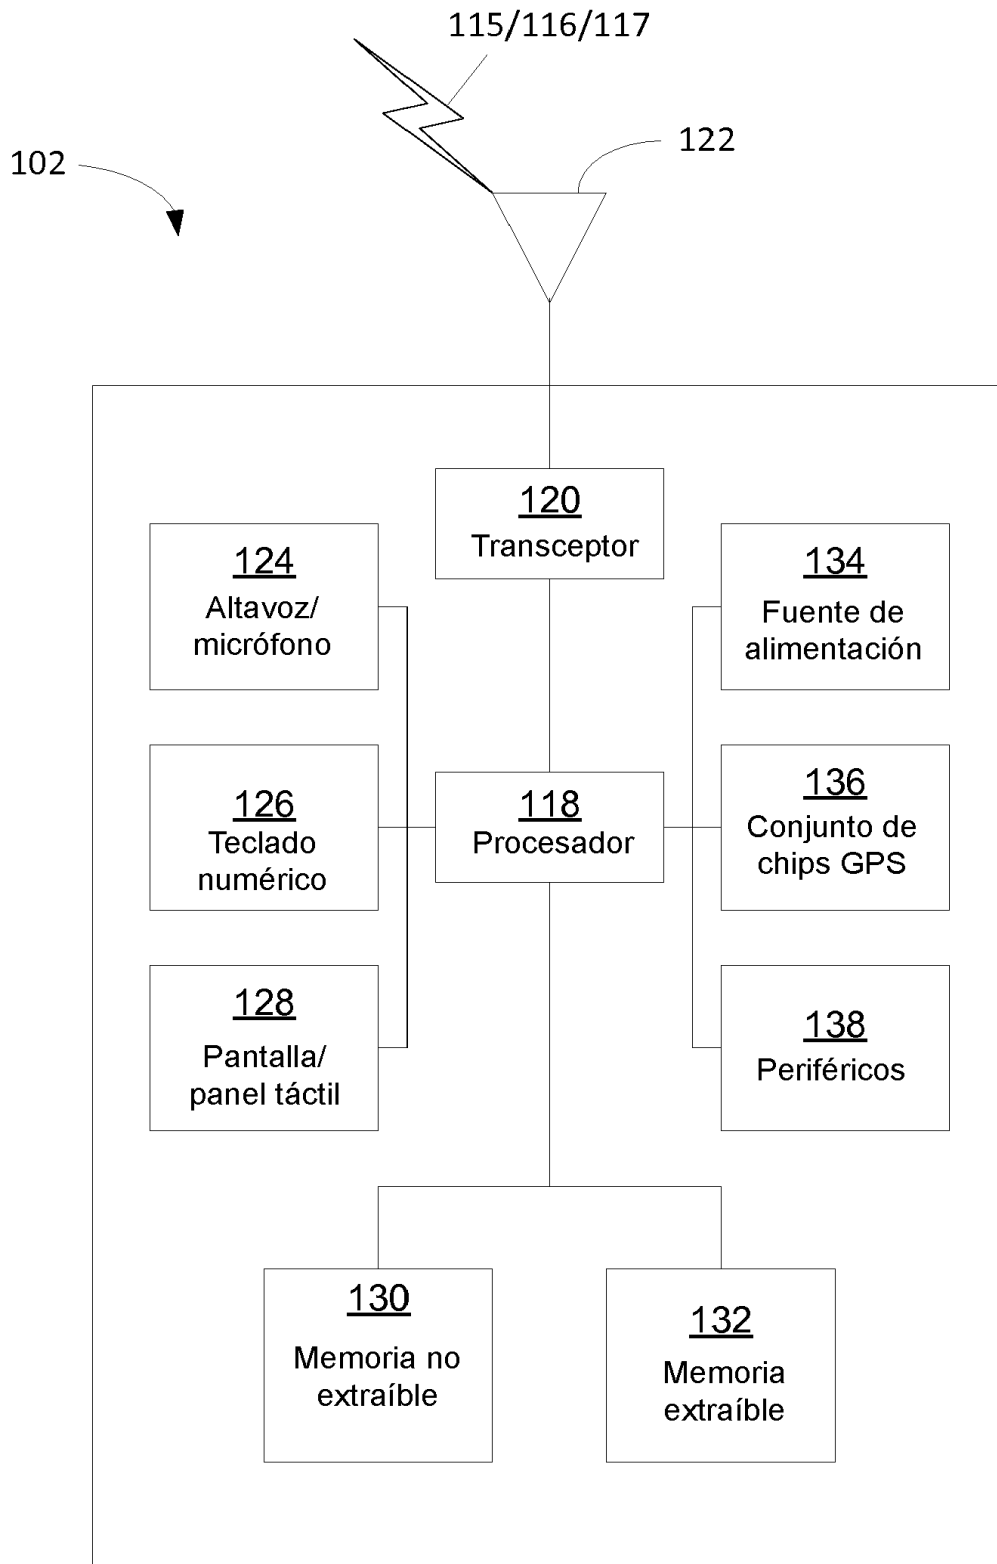 115/116/117
122
102
120
Transceptor
124
Altavoz/
micrófono
134
Fuente de
alimentación
126
Teclado
numérico
118
Procesador
136
Conjunto de
chips GPS
128
Pantalla/
panel táctil
138
Periféricos
130
Memoria no
extraíble
132
Memoria
extraíble